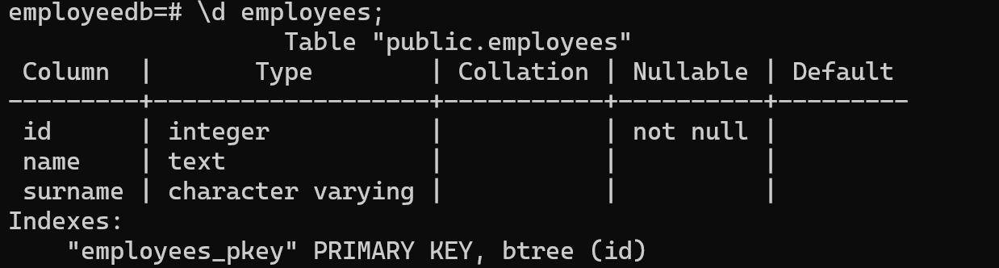 employeedb=# \d employees;
                   Table "public.employees"
 Column  |       Type        | Collation | Nullable | Default
---------+-------------------+-----------+----------+---------
 id      | integer           |           | not null |
 name    | text              |           |          |
 surname | character varying |           |          |
Indexes:
    "employees_pkey" PRIMARY KEY, btree (id)